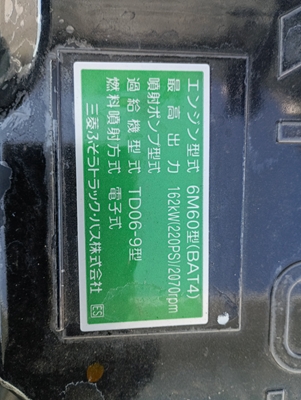 エンジン型式 6M60型(BAT4)
最高出力 162kW(220PS)/2070rpm
噴射ポンプ型式
過給機型式 TD06-9型
燃料噴射方式 電子式
三菱ふそうトラック・バス株式会社 ES